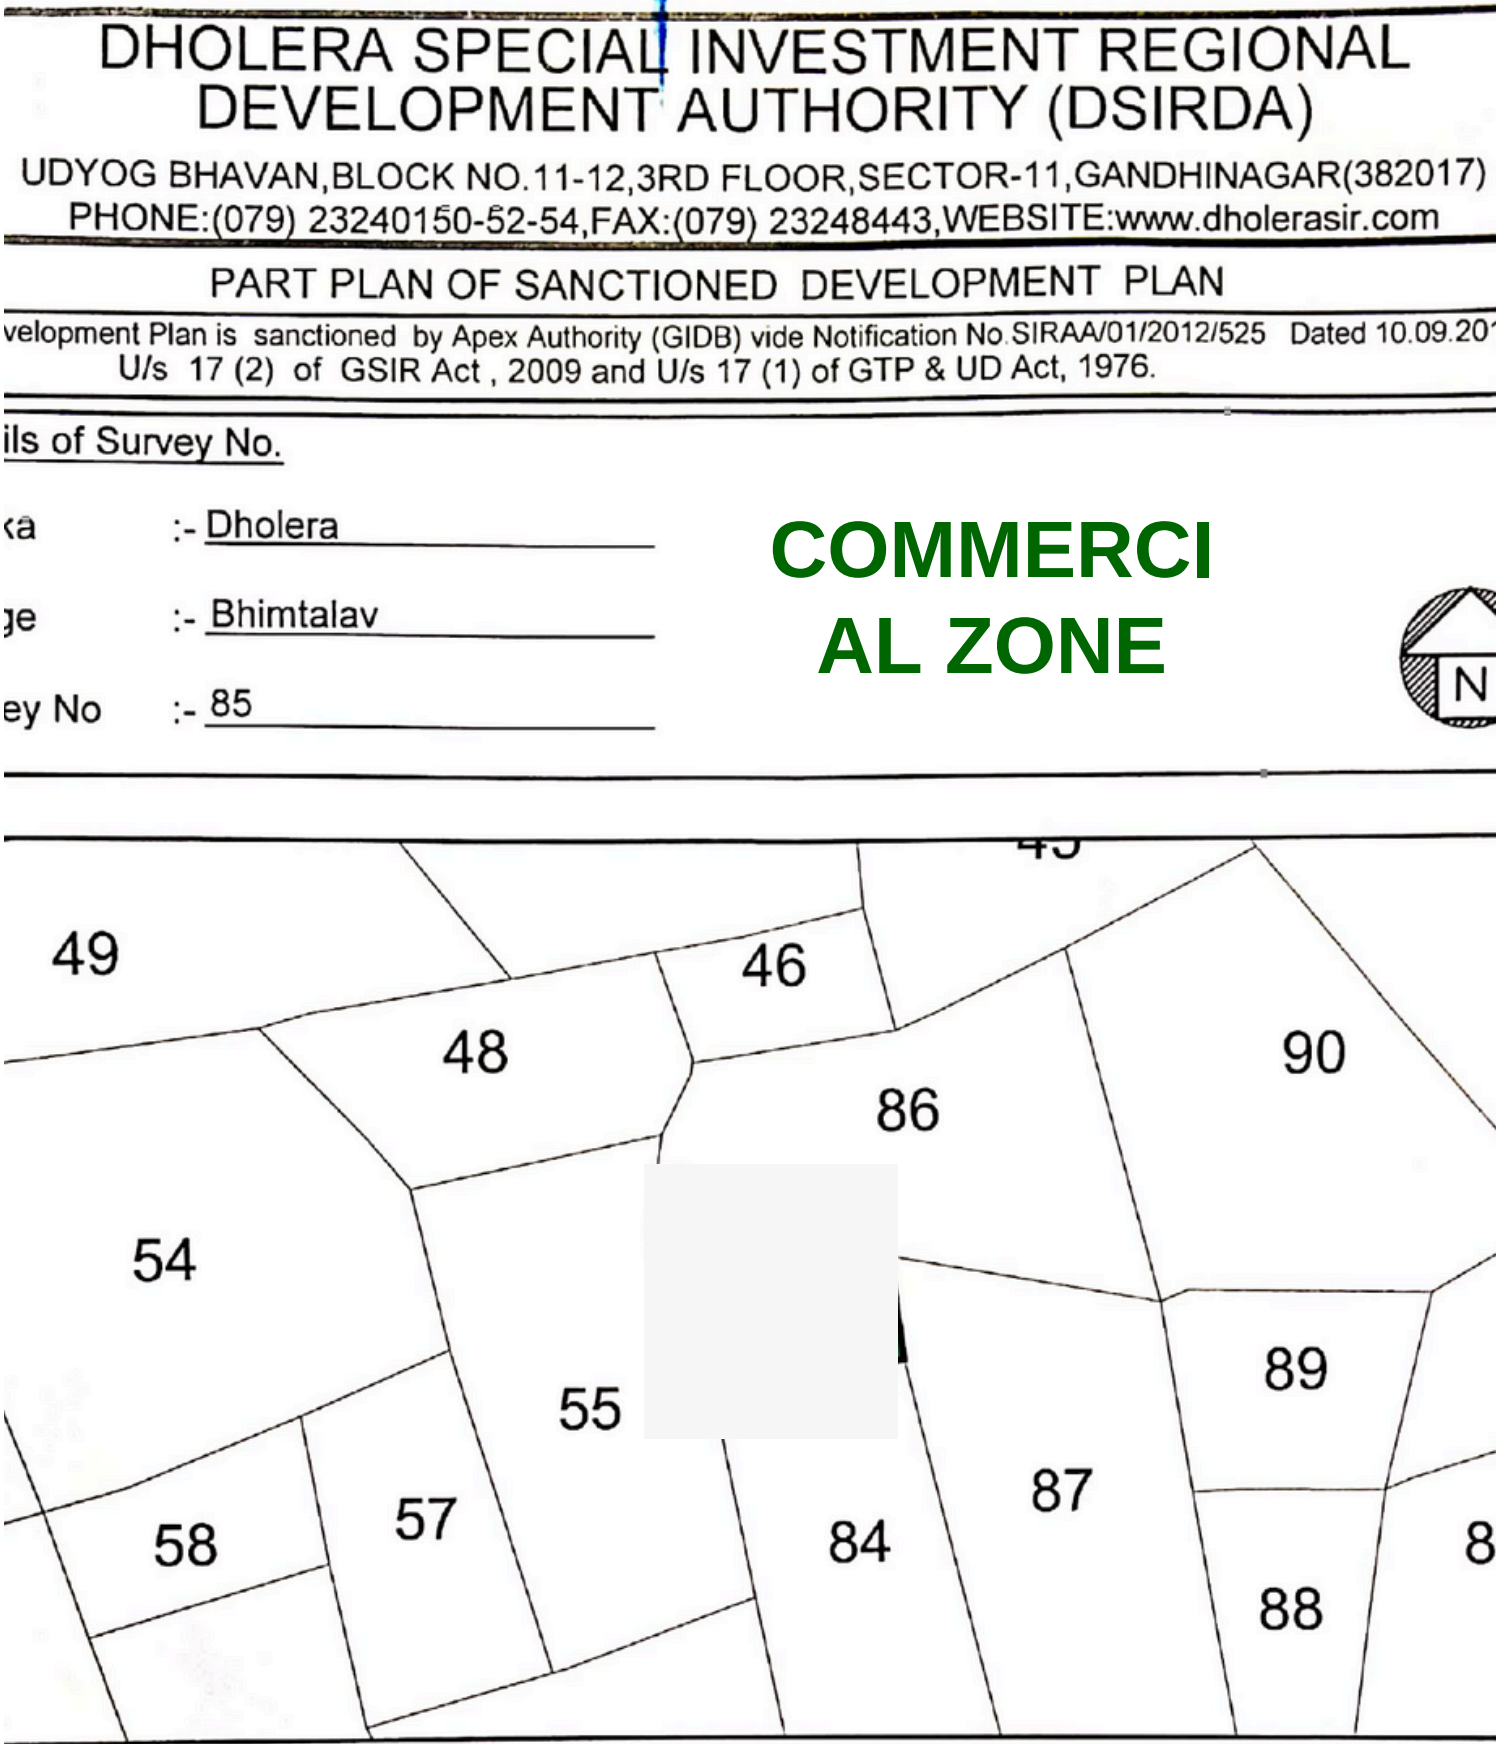 DHOLERA SPECIAL INVESTMENT REGIONAL
DEVELOPMENT AUTHORITY (DSIRDA)
UDYOG BHAVAN,BLOCK NO.11-12,3RD FLOOR,SECTOR-11,GANDHINAGAR(382017)
PHONE:(079) 23240150-52-54,FAX:(079) 23248443,WEBSITE:www.dholerasir.com
PART PLAN OF SANCTIONED DEVELOPMENT PLAN
velopment Plan is sanctioned by Apex Authority (GIDB) vide Notification No.SIRAA/01/2012/525 Dated 10.09.201
U/s 17 (2) of GSIR Act , 2009 and U/s 17 (1) of GTP & UD Act, 1976.
ils of Survey No.
ka :- Dholera
ge :- Bhimtalav
ey No :- 85
COMMERCI
AL ZONE
N
45
49
46
48
90
86
54
89
55
87
57
84
58
8
88